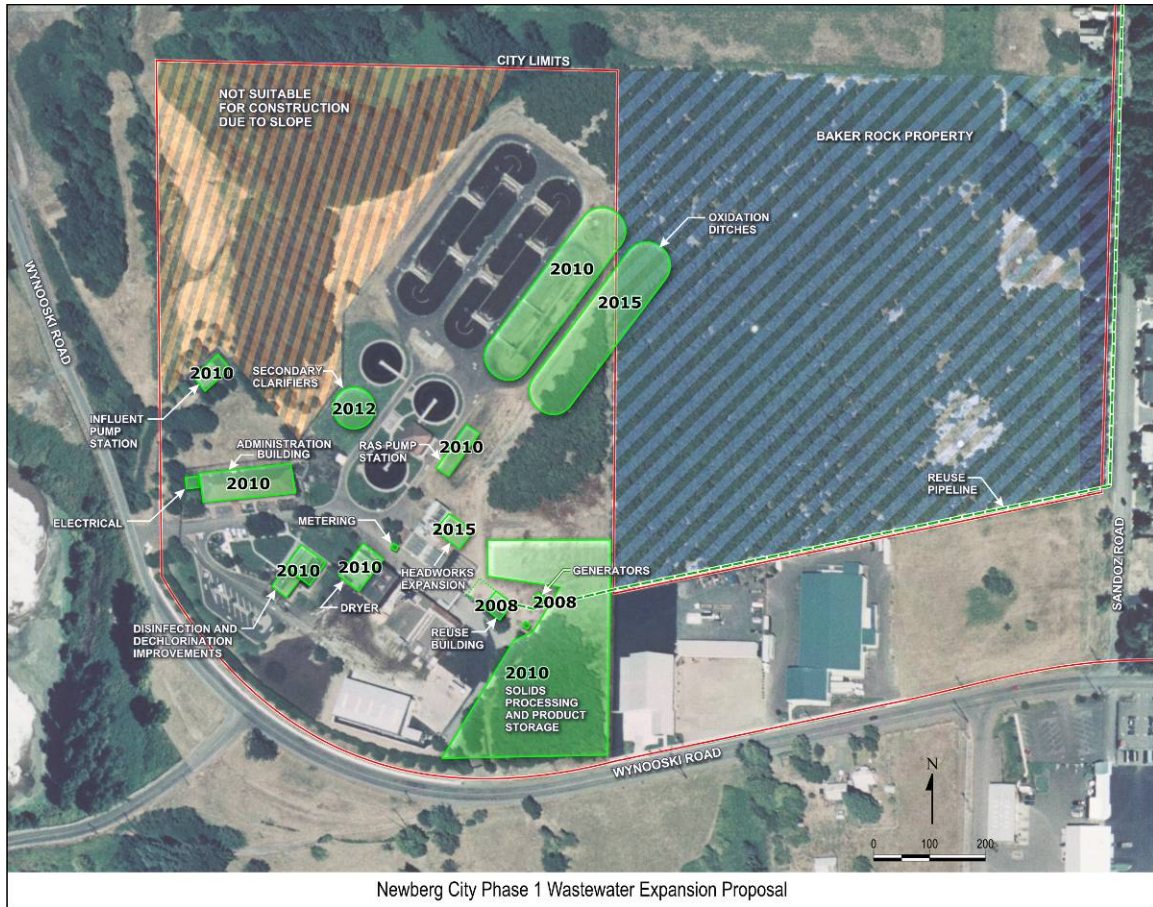 CITY LIMITS
NOT SUITABLE
FOR CONSTRUCTION
DUE TO SLOPE
BAKER ROCK PROPERTY
OXIDATION
DITCHES
2010
2015
WYNOOSKI ROAD
2010
INFLUENT
PUMP
STATION
SECONDARY
CLARIFIERS
2012
ADMINISTRATION
BUILDING
2010
ELECTRICAL
RAS PUMP
STATION
2010
REUSE
PIPELINE
METERING
2015
HEADWORKS
EXPANSION
GENERATORS
2008
2008
REUSE
BUILDING
2010
2010
DRYER
DISINFECTION AND
DECHLORINATION
IMPROVEMENTS
2010
SOLIDS
PROCESSING
AND PRODUCT
STORAGE
SANDOZ ROAD
WYNOOSKI ROAD
N
0 100 200
Newberg City Phase 1 Wastewater Expansion Proposal